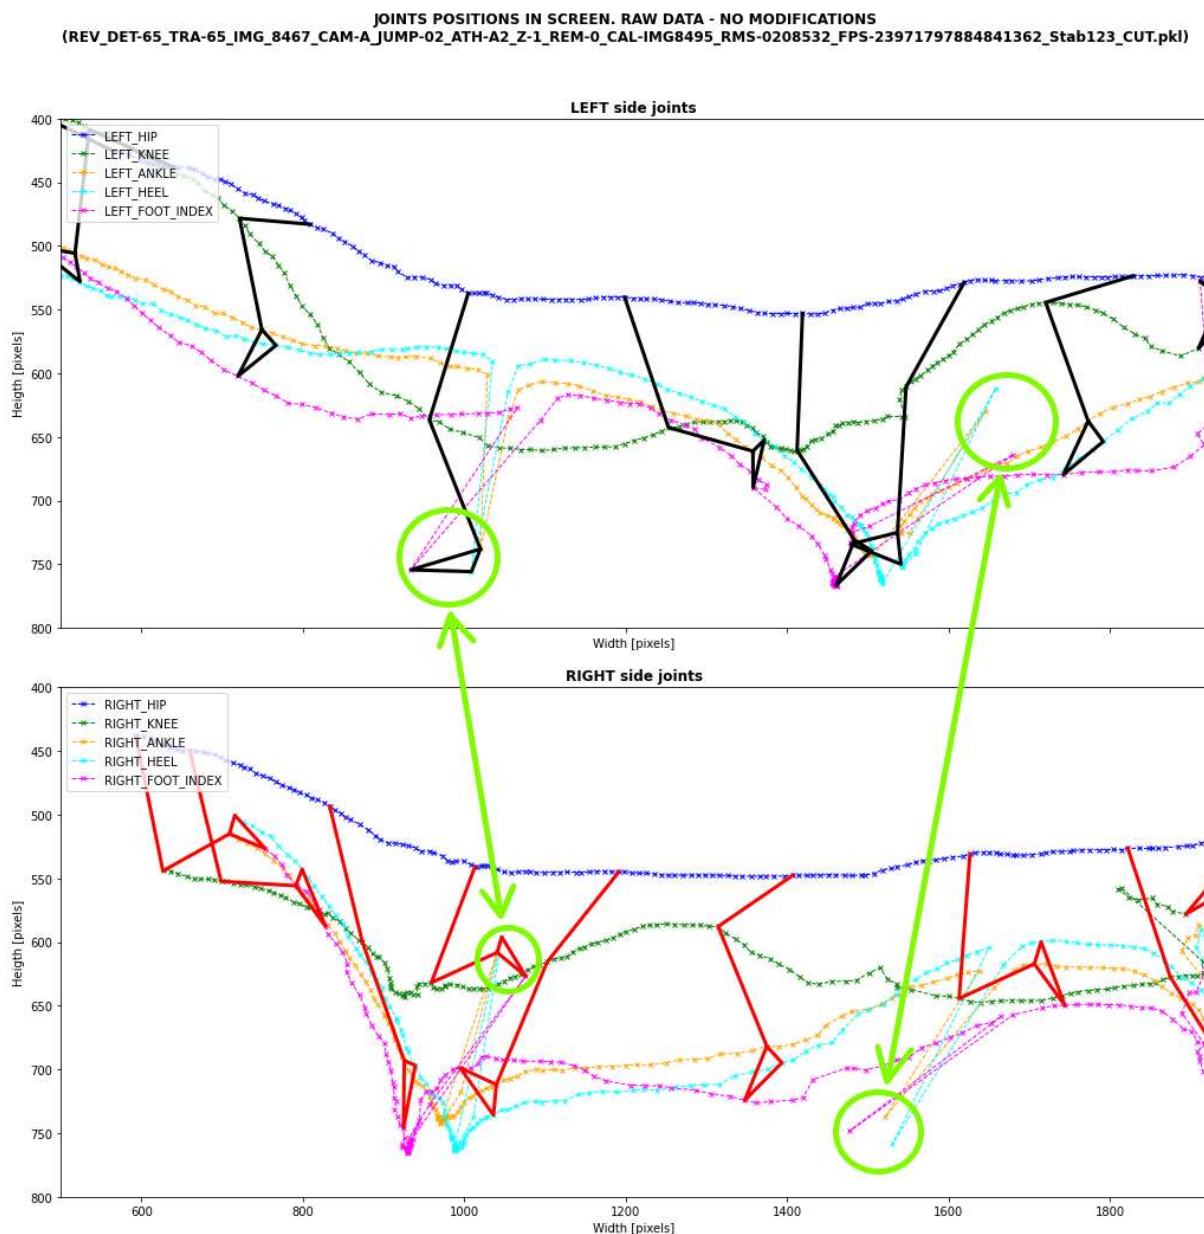 JOINTS POSITIONS IN SCREEN. RAW DATA - NO MODIFICATIONS
(REV_DET-65_TRA-65_IMG_8467_CAM-A_JUMP-02_ATH-A2_Z-1_REM-0_CAL-IMG8495_RMS-0208532_FPS-23971797884841362_Stab123_CUT.pkl)
LEFT side joints
400
450
500
550
600
650
700
750
800
Heigth [pixels]
LEFT_HIP
LEFT_KNEE
LEFT_ANKLE
LEFT_HEEL
LEFT_FOOT_INDEX
Width [pixels]
RIGHT side joints
400
450
500
550
600
650
700
750
800
Heigth [pixels]
RIGHT_HIP
RIGHT_KNEE
RIGHT_ANKLE
RIGHT_HEEL
RIGHT_FOOT_INDEX
600 800 1000 1200 1400 1600 1800
Width [pixels]